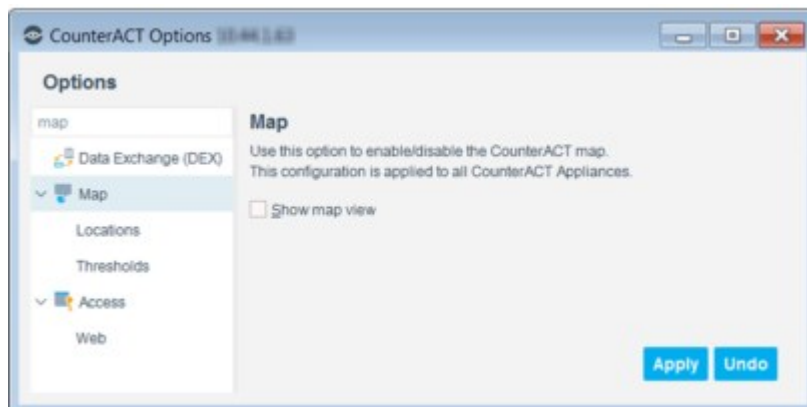 CounterACT Options
Options
map
Data Exchange (DEX)
Map
Locations
Thresholds
Access
Web
Map
Use this option to enable/disable the CounterACT map.
This configuration is applied to all CounterACT Appliances.
Show map view
Apply Undo